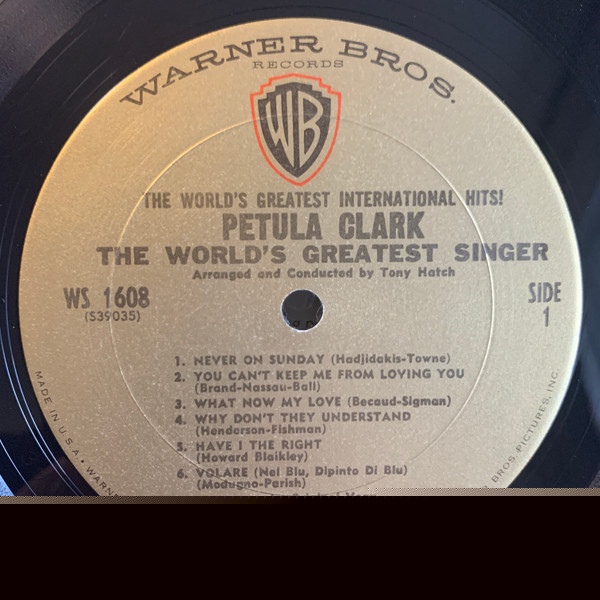 WARNER BROS.
RECORDS
WB
THE WORLD'S GREATEST INTERNATIONAL HITS!
PETULA CLARK
THE WORLD'S GREATEST SINGER
Arranged and Conducted by Tony Hatch
WS 1608
(S39035)
SIDE
1
1. NEVER ON SUNDAY (Hadjidakis-Towne)
2. YOU CAN'T KEEP ME FROM LOVING YOU
(Brand-Nassau-Ball)
3. WHAT NOW MY LOVE (Becaud-Sigman)
4. WHY DON'T THEY UNDERSTAND
(Henderson-Fishman)
5. HAVE I THE RIGHT
(Howard Blaikley)
6. VOLARE (Nel Blu, Dipinto Di Blu)
(Modugno-Parish)
MADE IN U.S.A. • WARNER
BROS. PICTURES, INC.